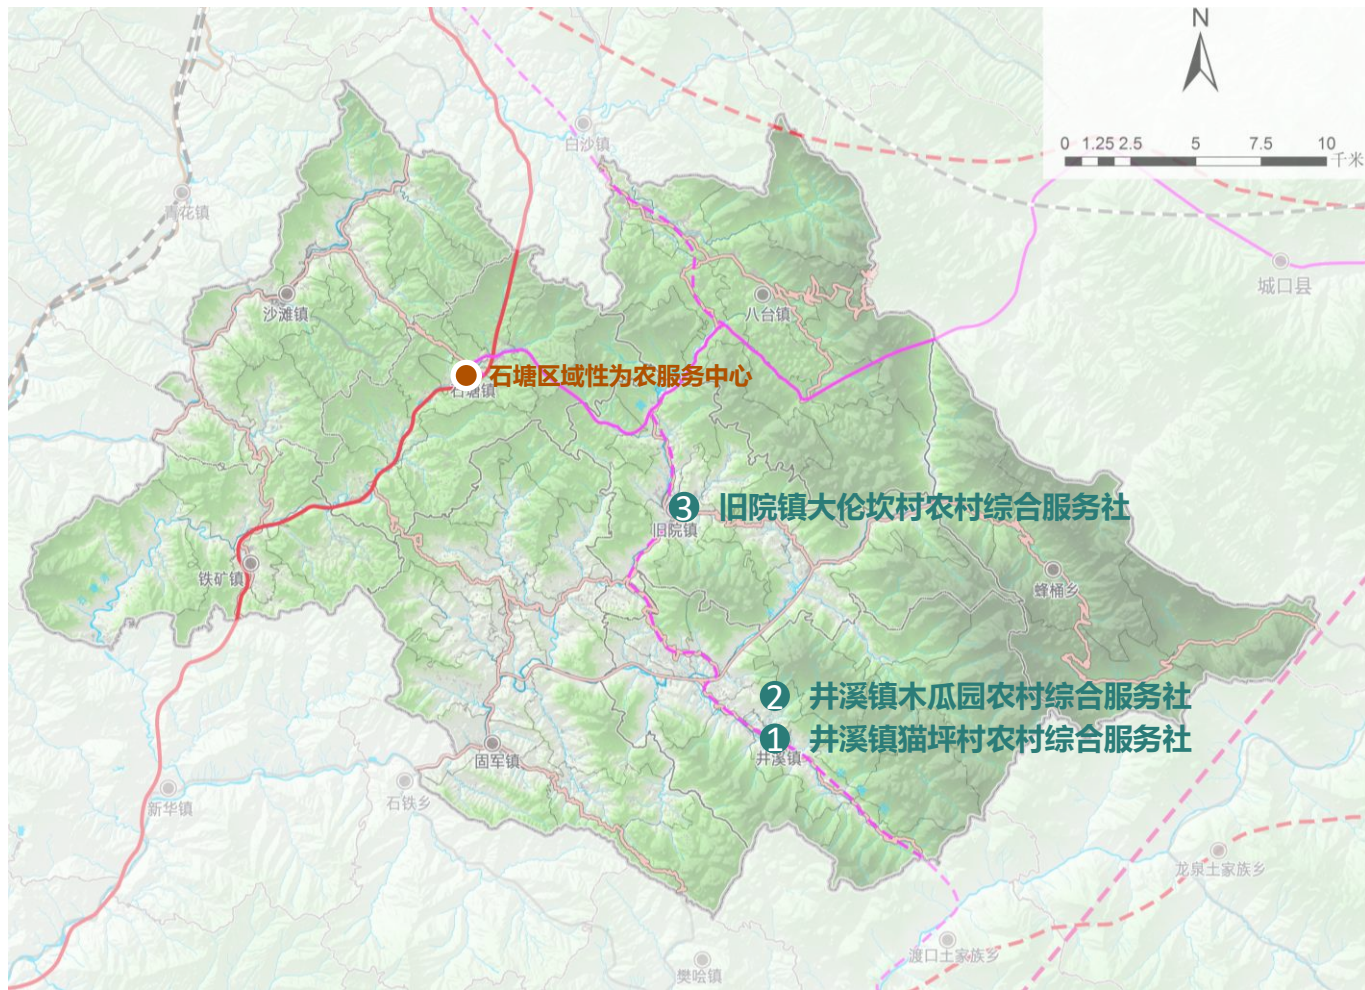 N
0 1.25 2.5 5 7.5 10
千米
白沙镇
青花镇
城口县
沙滩镇
八台镇
石塘区域性为农服务中心
石塘镇
3 旧院镇大伦坎村农村综合服务社
旧院镇
铁矿镇
蜂桶乡
2 井溪镇木瓜园农村综合服务社
1 井溪镇猫坪村农村综合服务社
井溪镇
固军镇
石铁乡
新华镇
龙泉土家族乡
渡口土家族乡
樊哙镇